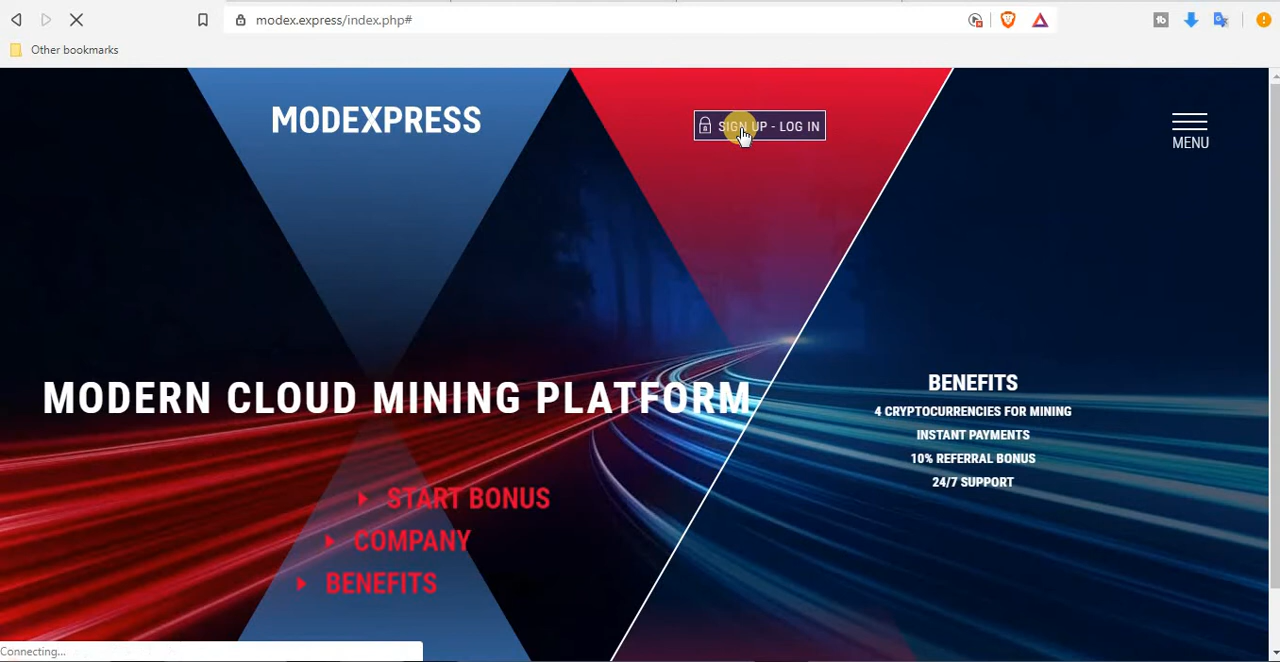 modex.express/index.php#
Other bookmarks
MODEXPRESS
SIGN UP - LOG IN
MENU
MODERN CLOUD MINING PLATFORM
START BONUS
COMPANY
BENEFITS
BENEFITS
4 CRYPTOCURRENCIES FOR MINING
INSTANT PAYMENTS
10% REFERRAL BONUS
24/7 SUPPORT
Connecting...